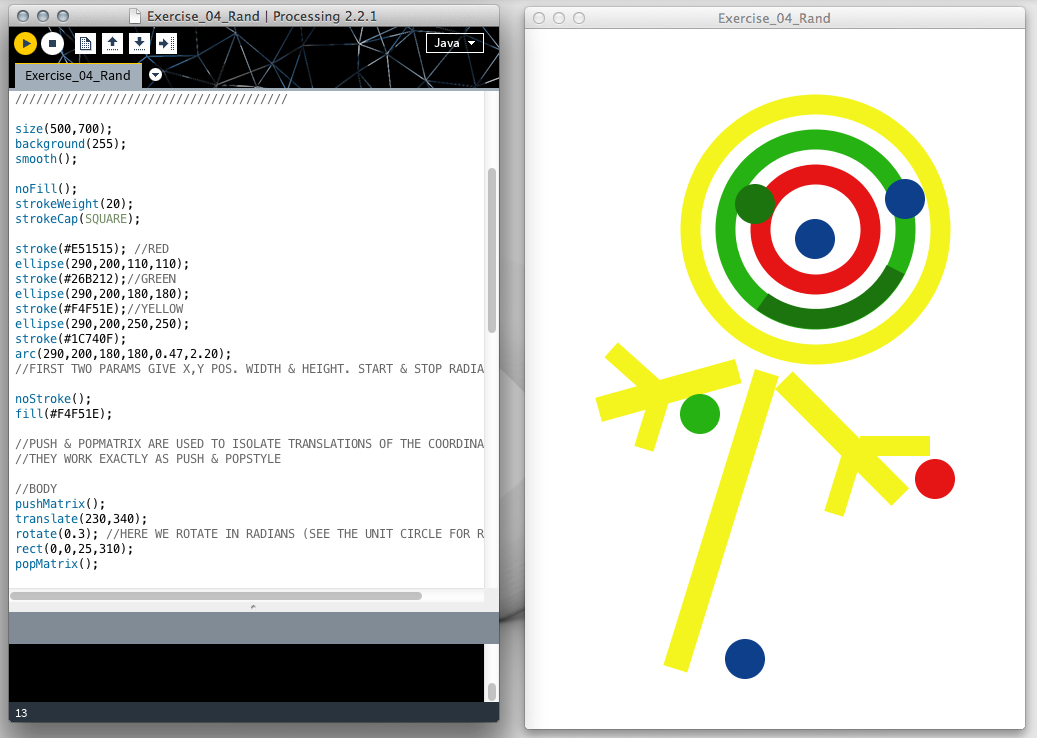 Exercise_04_Rand | Processing 2.2.1
Java
Exercise_04_Rand
///////////////////////////////////////
size(500,700);
background(255);
smooth();
noFill();
strokeWeight(20);
strokeCap(SQUARE);
stroke(#E51515); //RED
ellipse(290,200,110,110);
stroke(#26B212);//GREEN
ellipse(290,200,180,180);
stroke(#F4F51E);//YELLOW
ellipse(290,200,250,250);
stroke(#1C740F);
arc(290,200,180,180,0.47,2.20);
//FIRST TWO PARAMS GIVE X,Y POS. WIDTH & HEIGHT. START & STOP RADIA
noStroke();
fill(#F4F51E);
//PUSH & POPMATRIX ARE USED TO ISOLATE TRANSLATIONS OF THE COORDINA
//THEY WORK EXACTLY AS PUSH & POPSTYLE
//BODY
pushMatrix();
translate(230,340);
rotate(0.3); //HERE WE ROTATE IN RADIANS (SEE THE UNIT CIRCLE FOR R
rect(0,0,25,310);
popMatrix();
13
Exercise_04_Rand